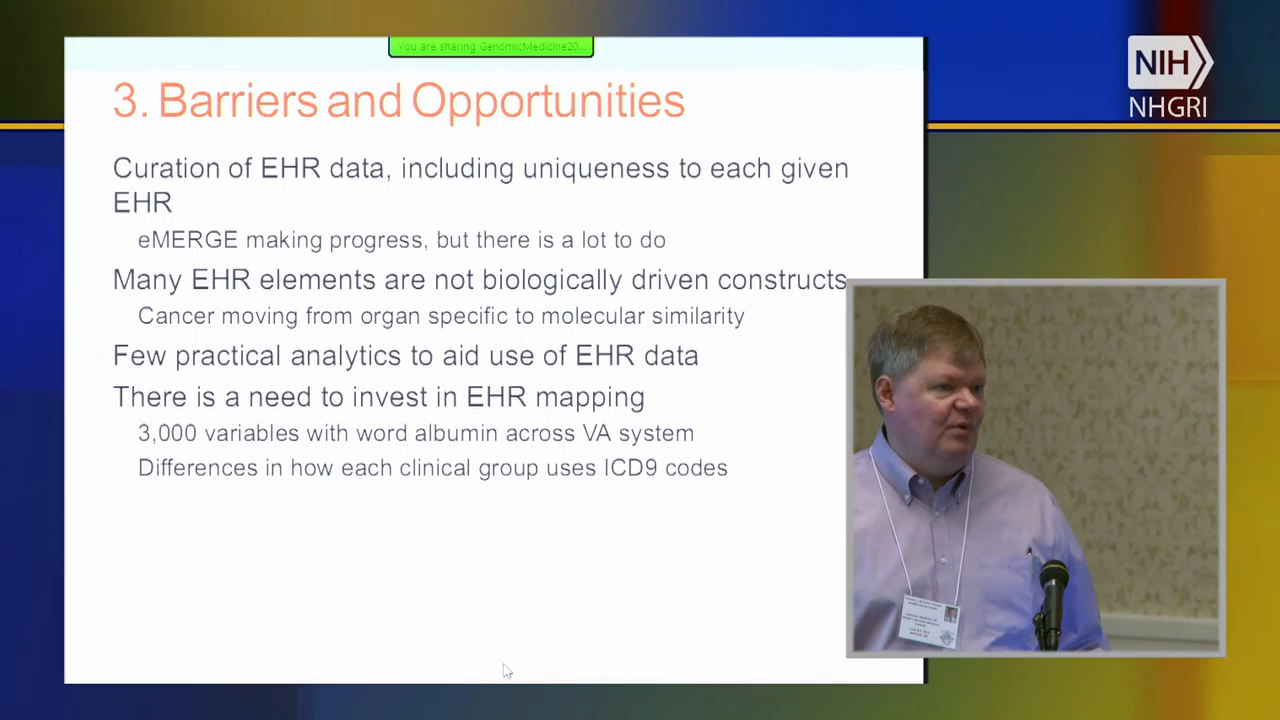 You are sharing GenomicMedicine20...
NIH
NHGRI
3. Barriers and Opportunities
Curation of EHR data, including uniqueness to each given
EHR
eMERGE making progress, but there is a lot to do
Many EHR elements are not biologically driven constructs
Cancer moving from organ specific to molecular similarity
Few practical analytics to aid use of EHR data
There is a need to invest in EHR mapping
3,000 variables with word albumin across VA system
Differences in how each clinical group uses ICD9 codes